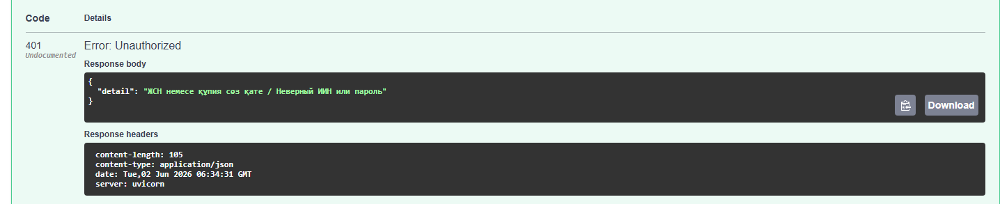 Code Details
401 Error: Unauthorized
Undocumented
Response body
{
"detail": "ЖСН немесе құпия сөз қате / Неверный ИИН или пароль"
}
Download
Response headers
content-length: 105
content-type: application/json
date: Tue,02 Jun 2026 06:34:31 GMT
server: uvicorn